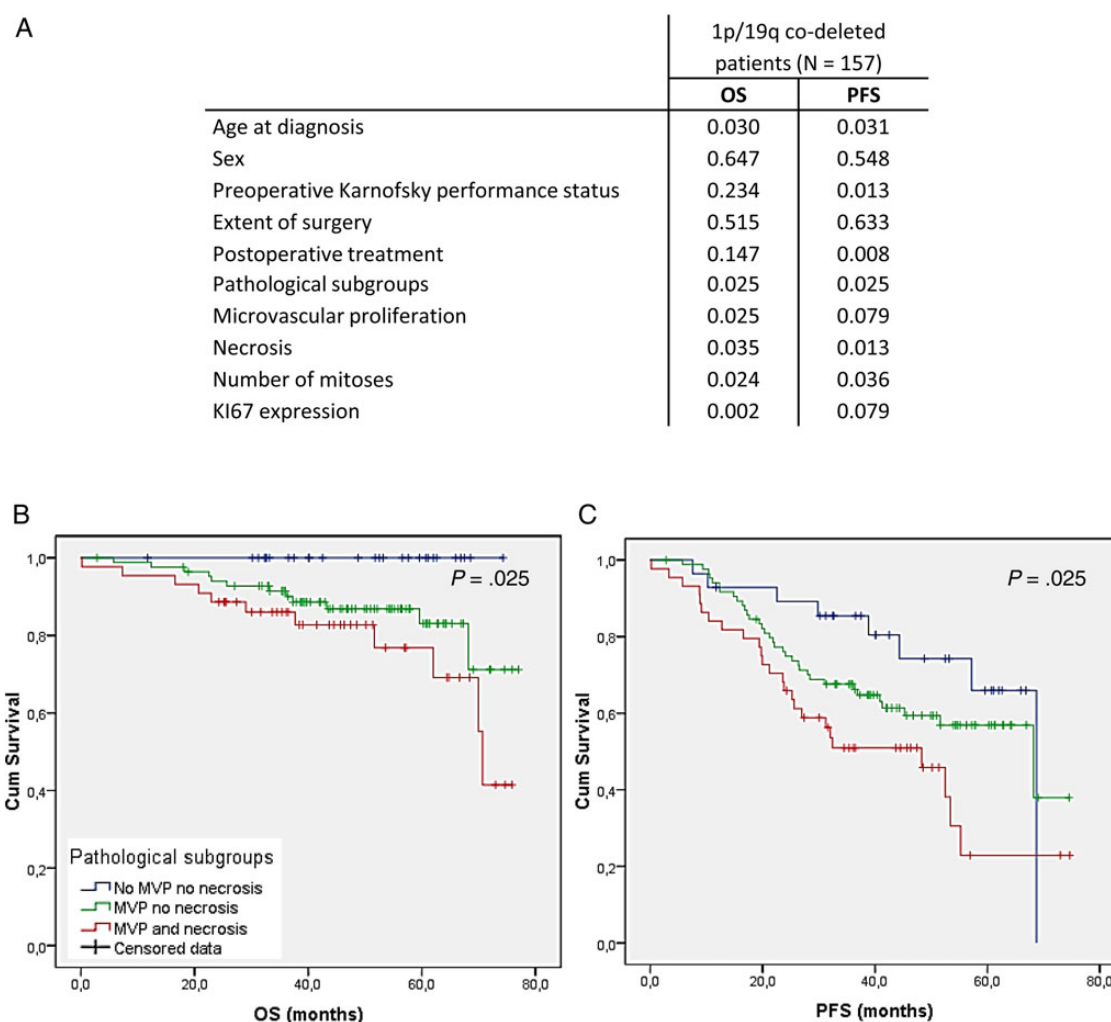 A
1p/19q co-deleted
patients (N = 157)
OS PFS
Age at diagnosis 0.030 0.031
Sex 0.647 0.548
Preoperative Karnofsky performance status 0.234 0.013
Extent of surgery 0.515 0.633
Postoperative treatment 0.147 0.008
Pathological subgroups 0.025 0.025
Microvascular proliferation 0.025 0.079
Necrosis 0.035 0.013
Number of mitoses 0.024 0.036
KI67 expression 0.002 0.079
B
P = .025
Cum Survival
1,0
0,8
0,6
0,4
0,2
0,0
Pathological subgroups
No MVP no necrosis
MVP no necrosis
MVP and necrosis
Censored data
0,0 20,0 40,0 60,0 80,0
OS (months)
C
P = .025
Cum Survival
1,0
0,8
0,6
0,4
0,2
0,0
0,0 20,0 40,0 60,0 80,0
PFS (months)